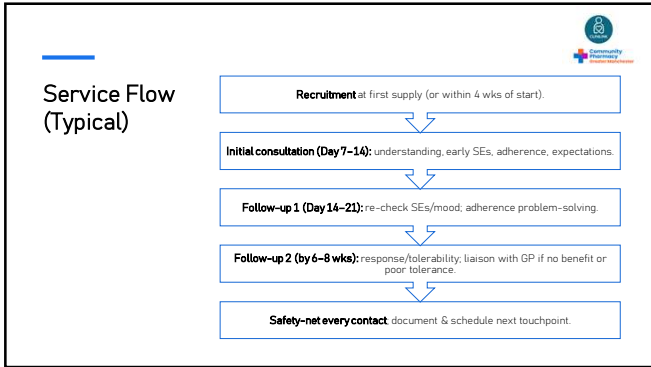 Community
Pharmacy
Greater Manchester
Service Flow
(Typical)
Recruitment at first supply (or within 4 wks of start).
Initial consultation (Day 7–14): understanding, early SEs, adherence, expectations.
Follow-up 1 (Day 14–21): re-check SEs/mood; adherence problem-solving.
Follow-up 2 (by 6–8 wks): response/tolerability; liaison with GP if no benefit or
poor tolerance.
Safety-net every contact; document & schedule next touchpoint.